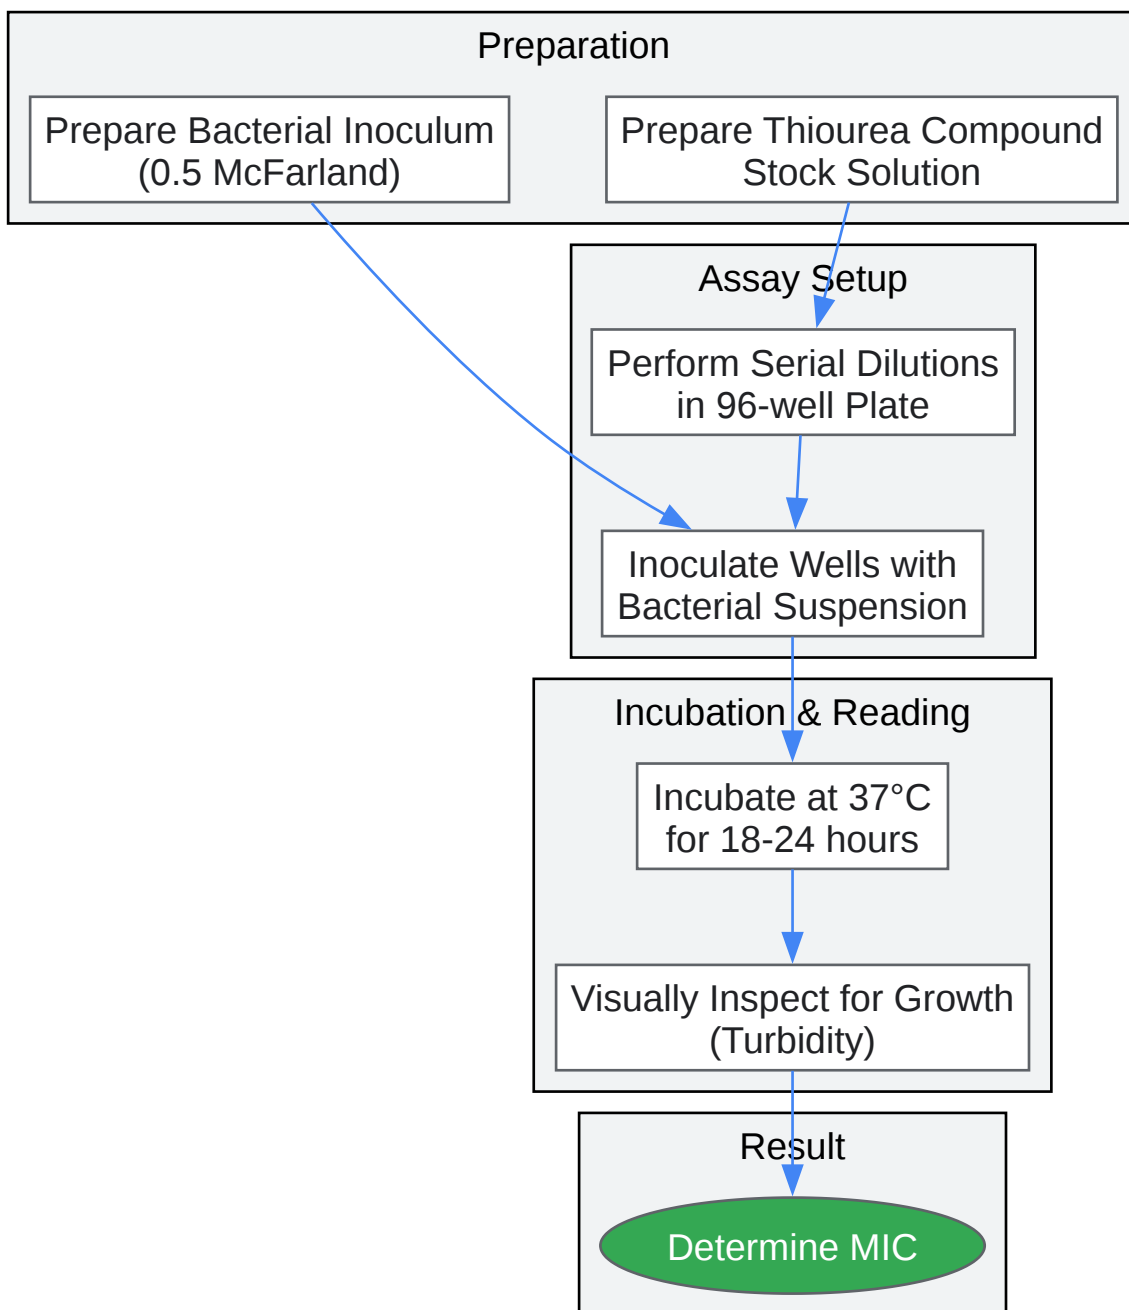 Preparation
Prepare Bacterial Inoculum
(0.5 McFarland)
Prepare Thiourea Compound
Stock Solution
Assay Setup
Perform Serial Dilutions
in 96-well Plate
Inoculate Wells with
Bacterial Suspension
Incubation & Reading
Incubate at 37°C
for 18-24 hours
Visually Inspect for Growth
(Turbidity)
Result
Determine MIC